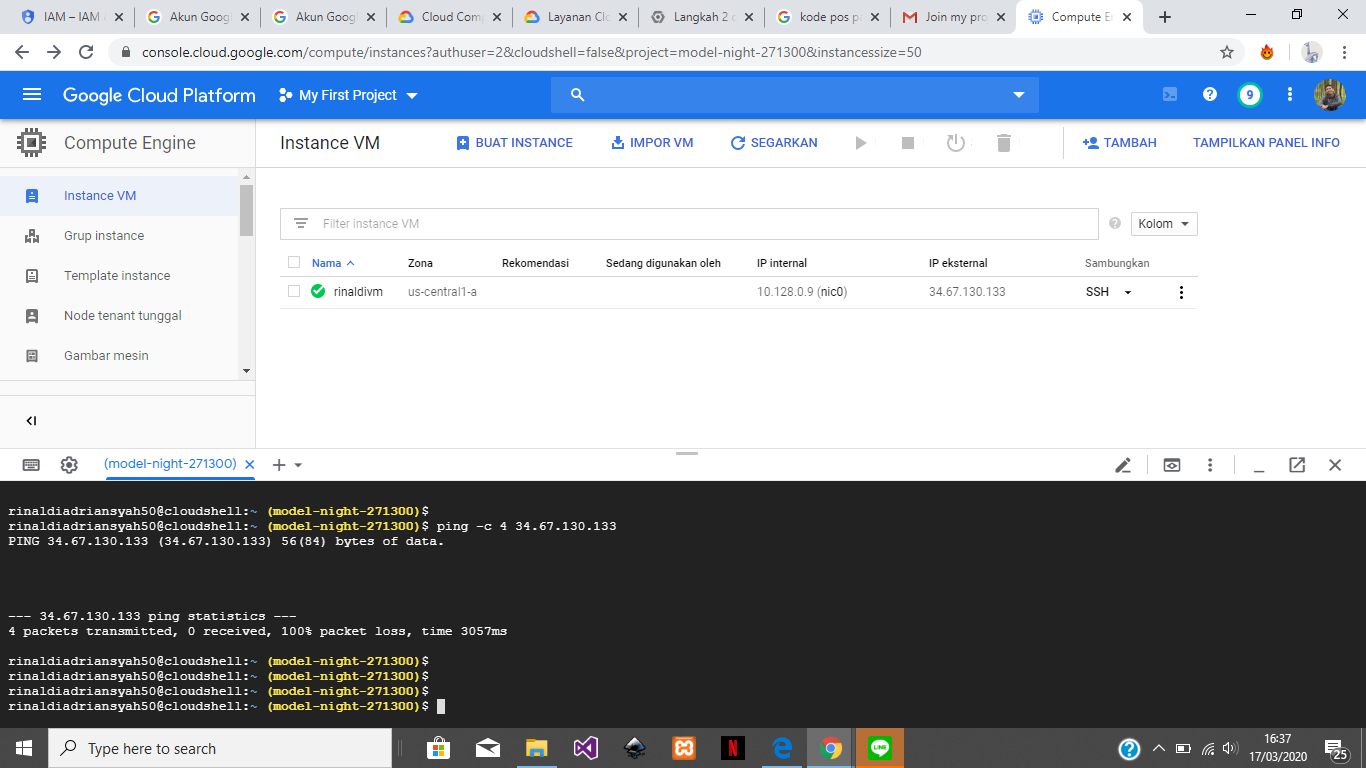 IAM – IAM
Akun Goog
Akun Goog
Cloud Com
Layanan Clo
Langkah 2 d
kode pos pa
Join my pro
Compute En
console.cloud.google.com/compute/instances?authuser=2&cloudshell=false&project=model-night-271300&instancessize=50
Google Cloud Platform
My First Project
9
Compute Engine
Instance VM
BUAT INSTANCE
IMPOR VM
SEGARKAN
TAMBAH
TAMPILKAN PANEL INFO
Instance VM
Grup instance
Template instance
Node tenant tunggal
Gambar mesin
Filter instance VM
Kolom
Nama Zona Rekomendasi Sedang digunakan oleh IP internal IP eksternal Sambungkan
rinaldivm us-central1-a 10.128.0.9 (nic0) 34.67.130.133 SSH
(model-night-271300)
rinaldiadriansyah50@cloudshell:~ (model-night-271300)$
rinaldiadriansyah50@cloudshell:~ (model-night-271300)$ ping -c 4 34.67.130.133
PING 34.67.130.133 (34.67.130.133) 56(84) bytes of data.
--- 34.67.130.133 ping statistics ---
4 packets transmitted, 0 received, 100% packet loss, time 3057ms
rinaldiadriansyah50@cloudshell:~ (model-night-271300)$
rinaldiadriansyah50@cloudshell:~ (model-night-271300)$
rinaldiadriansyah50@cloudshell:~ (model-night-271300)$
rinaldiadriansyah50@cloudshell:~ (model-night-271300)$
Type here to search
N
LINE
16:37
17/03/2020
25